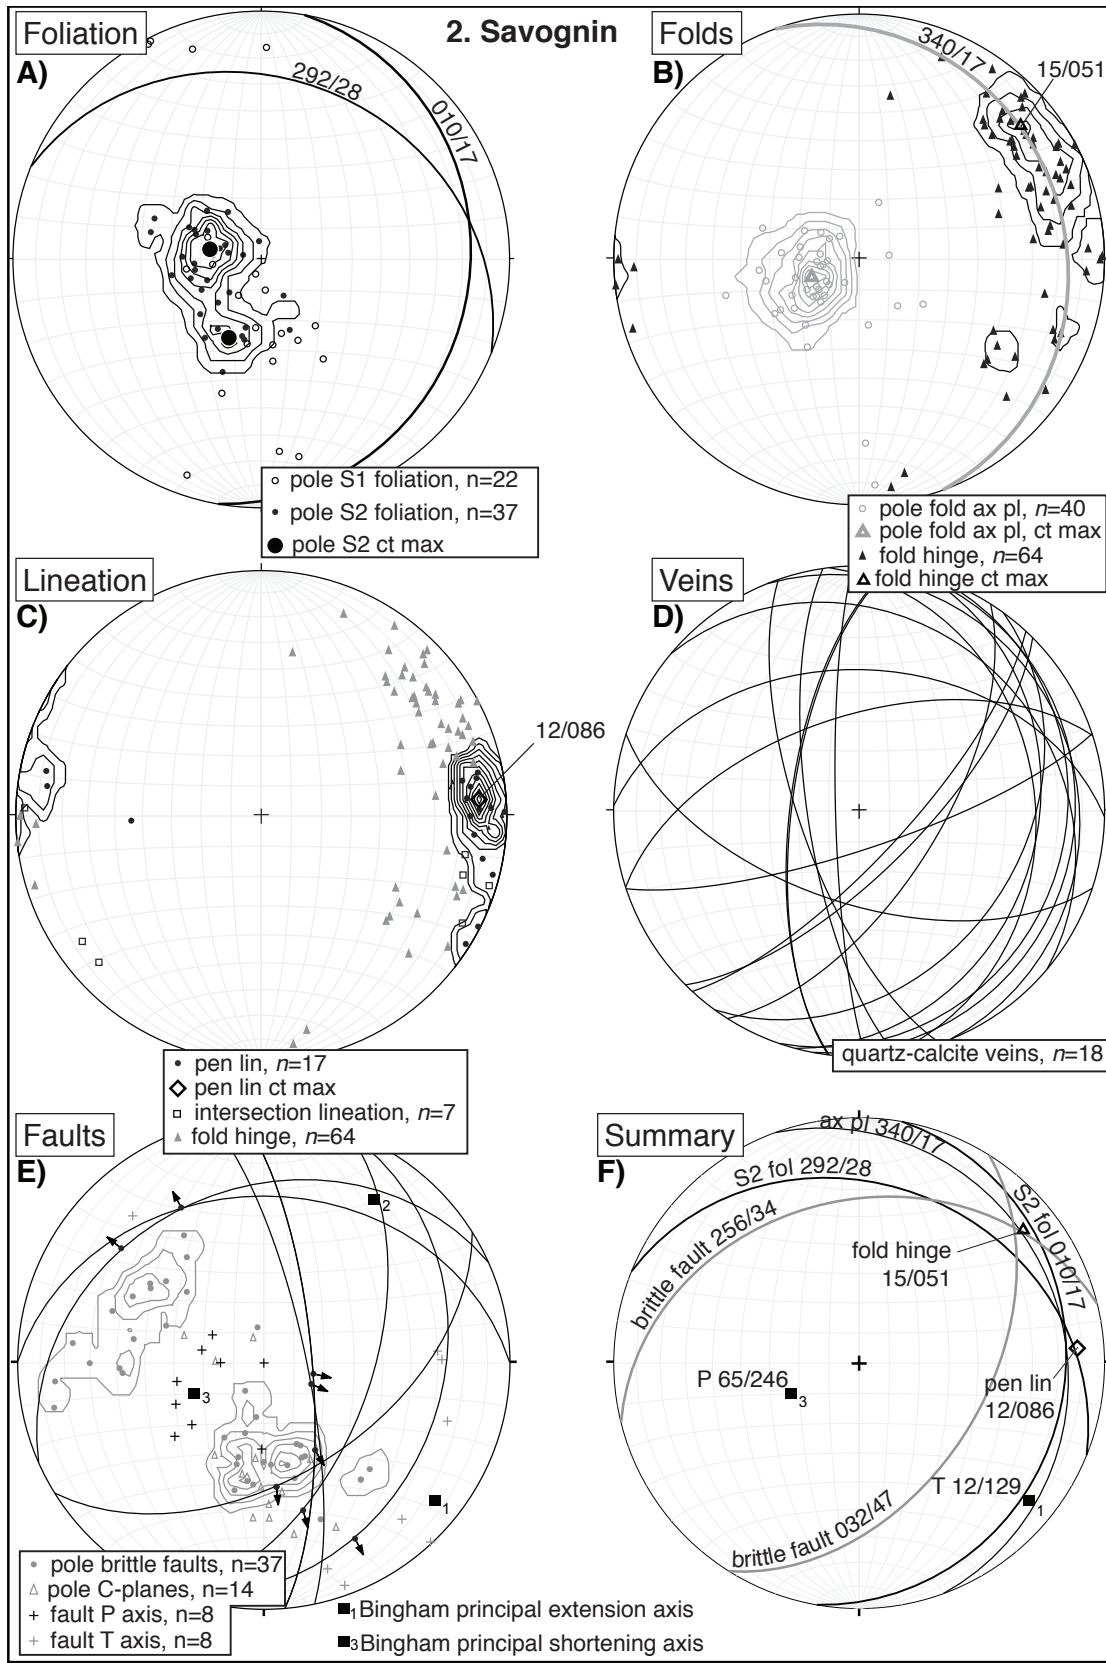 2. Savognin
Foliation
A)
292/28
010/17
pole S1 foliation, n=22
pole S2 foliation, n=37
pole S2 ct max
Folds
B)
340/17
15/051
pole fold ax pl, n=40
pole fold ax pl, ct max
fold hinge, n=64
fold hinge ct max
Lineation
C)
12/086
pen lin, n=17
pen lin ct max
intersection lineation, n=7
fold hinge, n=64
Veins
D)
quartz-calcite veins, n=18
Faults
E)
2
3
1
pole brittle faults, n=37
pole C-planes, n=14
fault P axis, n=8
fault T axis, n=8
1 Bingham principal extension axis
3 Bingham principal shortening axis
Summary
F)
ax pl 340/17
S2 fol 292/28
S2 fol 010/17
brittle fault 256/34
fold hinge
15/051
P 65/246
3
pen lin
12/086
T 12/129
1
brittle fault 032/47